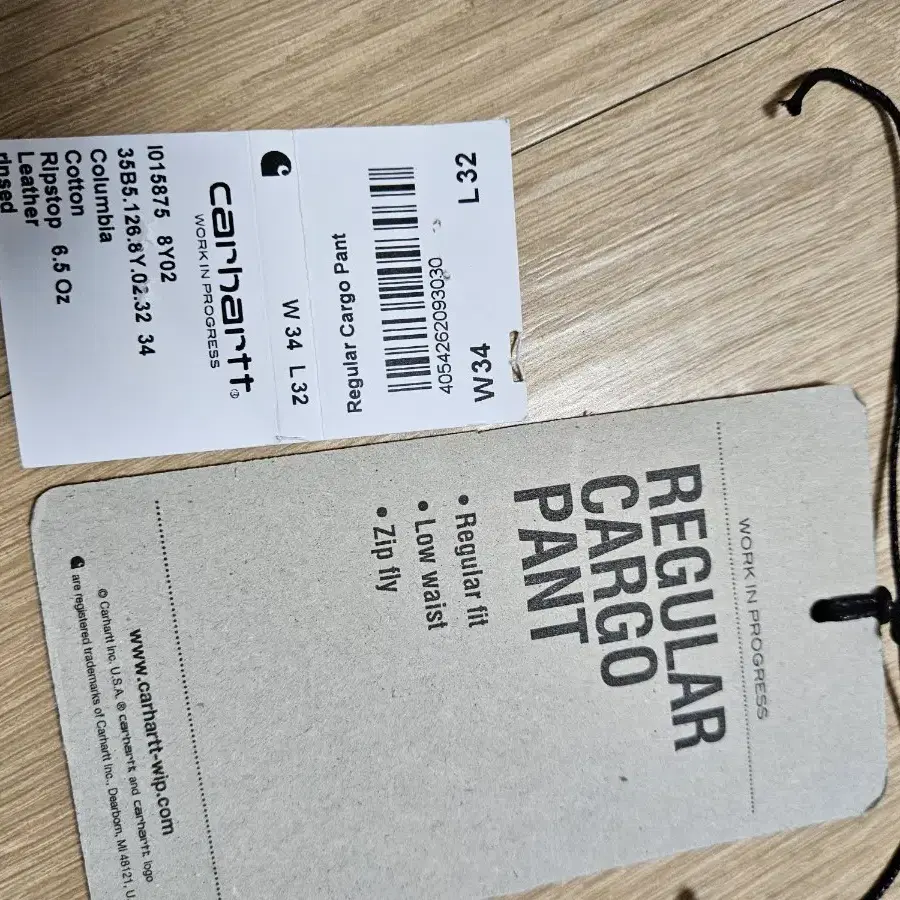 L 32
W 34
4054262093030
Regular Cargo Pant
W 34 L 32
carhartt®
WORK IN PROGRESS
I015875 8Y02
35B5.126.8Y.02.32 34
Columbia
Cotton
Ripstop 6.5 Oz
Leather
rinsed
WORK IN PROGRESS
REGULAR
CARGO
PANT
• Regular fit
• Low waist
• Zip fly
www.carhartt-wip.com
© Carhartt Inc. U.S.A. ® carhartt and carhartt logo
are registered trademarks of Carhartt Inc., Dearborn, MI 48121, U